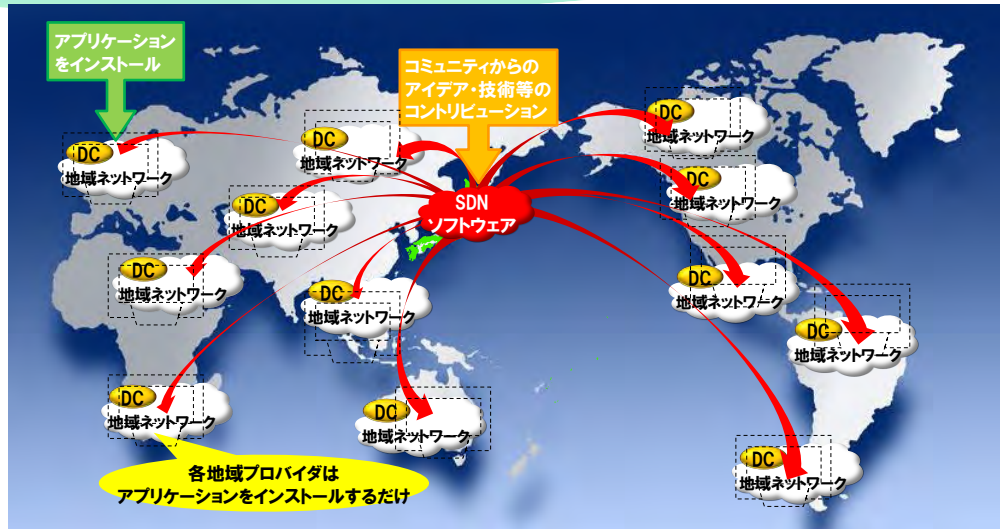 アプリケーション
をインストール
コミュニティからの
アイデア・技術等の
コントリビューション
DC
地域ネットワーク
DC
地域ネットワーク
DC
地域ネットワーク
DC
地域ネットワーク
DC
地域ネットワーク
SDN
ソフトウェア
DC
地域ネットワーク
DC
地域ネットワーク
DC
地域ネットワーク
DC
地域ネットワーク
DC
地域ネットワーク
DC
地域ネットワーク
DC
地域ネットワーク
各地域プロバイダは
アプリケーションをインストールするだけ